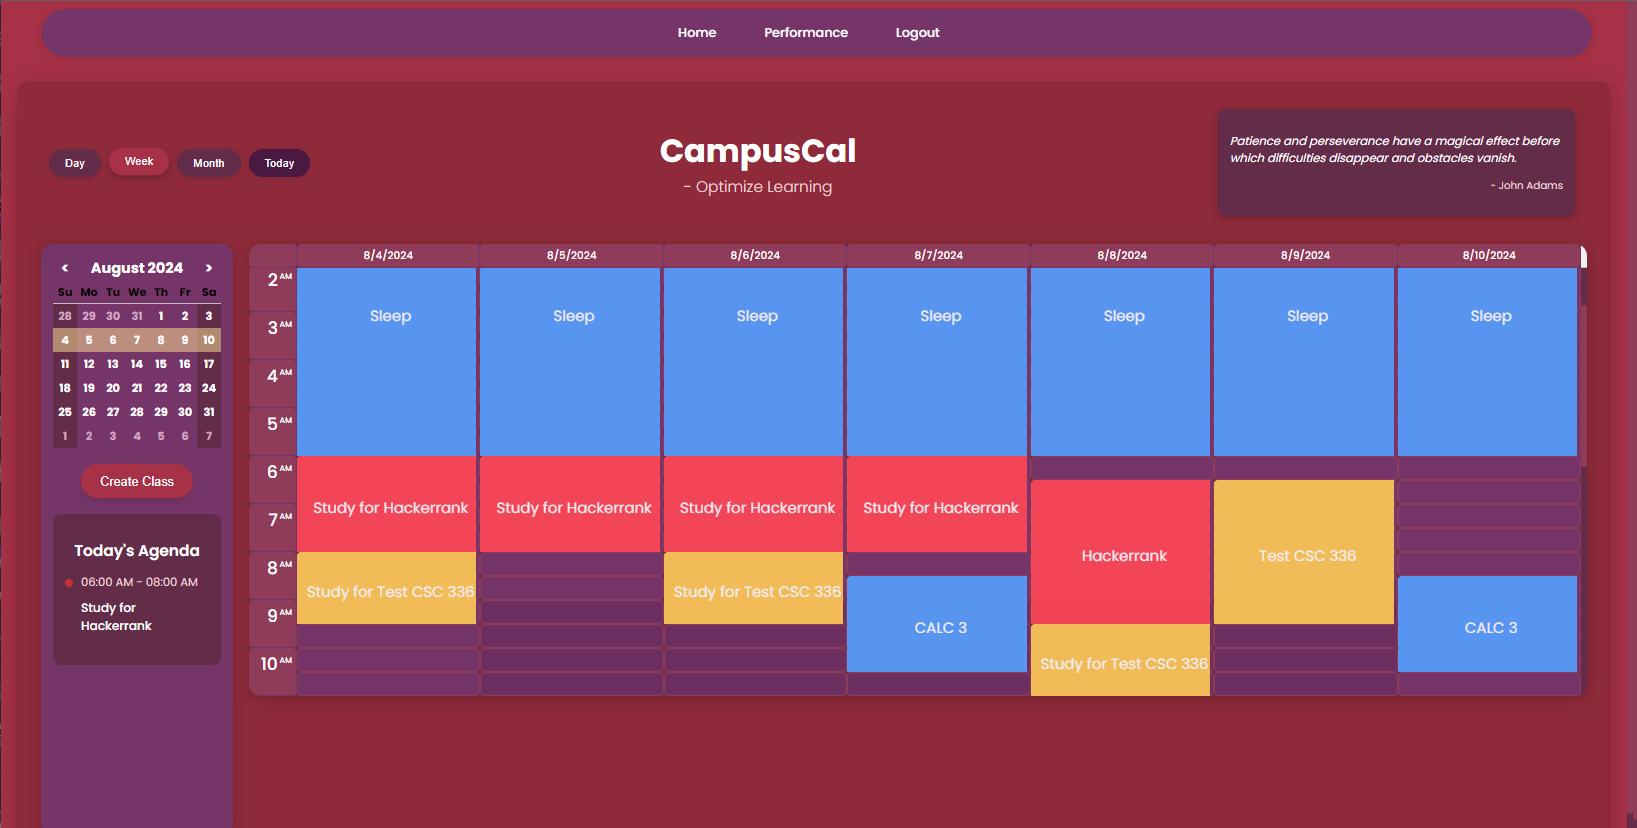 Home Performance Logout
Day Week Month Today
CampusCal
- Optimize Learning
Patience and perseverance have a magical effect before
which difficulties disappear and obstacles vanish.
- John Adams
< August 2024 >
Su Mo Tu We Th Fr Sa
28 29 30 31 1 2 3
4 5 6 7 8 9 10
11 12 13 14 15 16 17
18 19 20 21 22 23 24
25 26 27 28 29 30 31
1 2 3 4 5 6 7
Create Class
Today's Agenda
06:00 AM - 08:00 AM
Study for
Hackerrank
8/4/2024 8/5/2024 8/6/2024 8/7/2024 8/8/2024 8/9/2024 8/10/2024
2 AM
Sleep Sleep Sleep Sleep Sleep Sleep Sleep
3 AM
4 AM
5 AM
6 AM
Study for Hackerrank Study for Hackerrank Study for Hackerrank Study for Hackerrank
7 AM
Hackerrank Test CSC 336
8 AM
Study for Test CSC 336 Study for Test CSC 336
9 AM
CALC 3 CALC 3
10 AM
Study for Test CSC 336